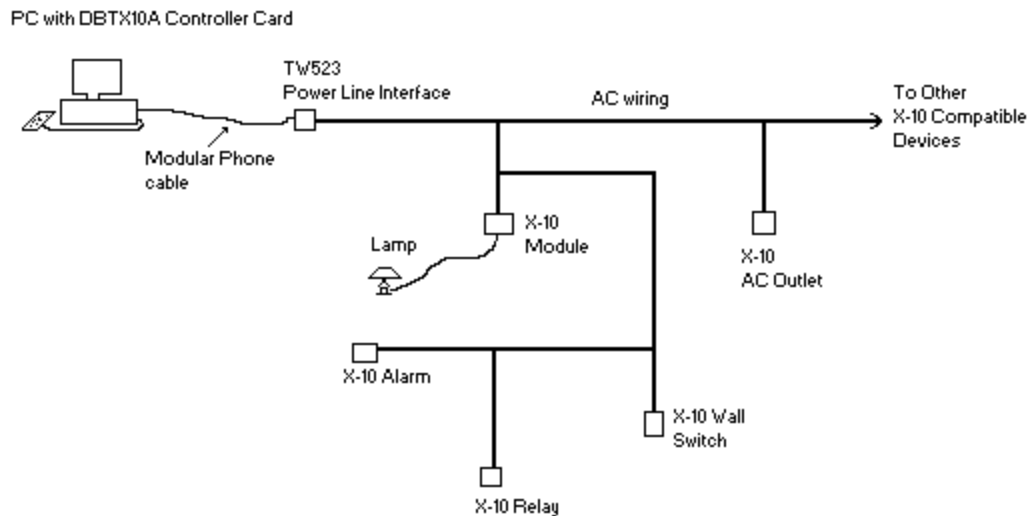 PC with DBTX10A Controller Card
TW523
Power Line Interface
AC wiring
To Other
X-10 Compatible
Devices
Modular Phone
cable
Lamp
X-10
Module
X-10
AC Outlet
X-10 Alarm
X-10 Wall
Switch
X-10 Relay